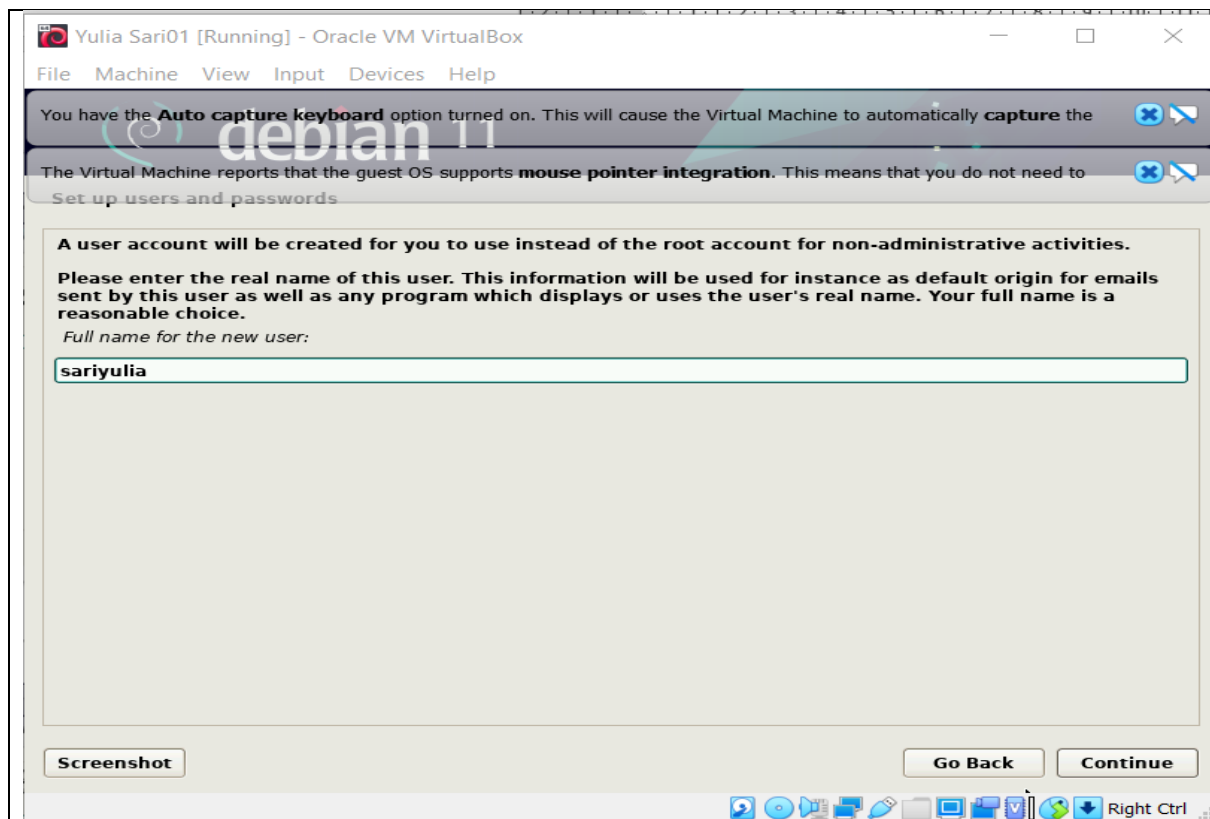 Yulia Sari01 [Running] - Oracle VM VirtualBox
File Machine View Input Devices Help
You have the Auto capture keyboard option turned on. This will cause the Virtual Machine to automatically capture the
debian 11
The Virtual Machine reports that the guest OS supports mouse pointer integration. This means that you do not need to
Set up users and passwords
A user account will be created for you to use instead of the root account for non-administrative activities.
Please enter the real name of this user. This information will be used for instance as default origin for emails
sent by this user as well as any program which displays or uses the user's real name. Your full name is a
reasonable choice.
Full name for the new user:
sariyulia
Screenshot
Go Back
Continue
Right Ctrl